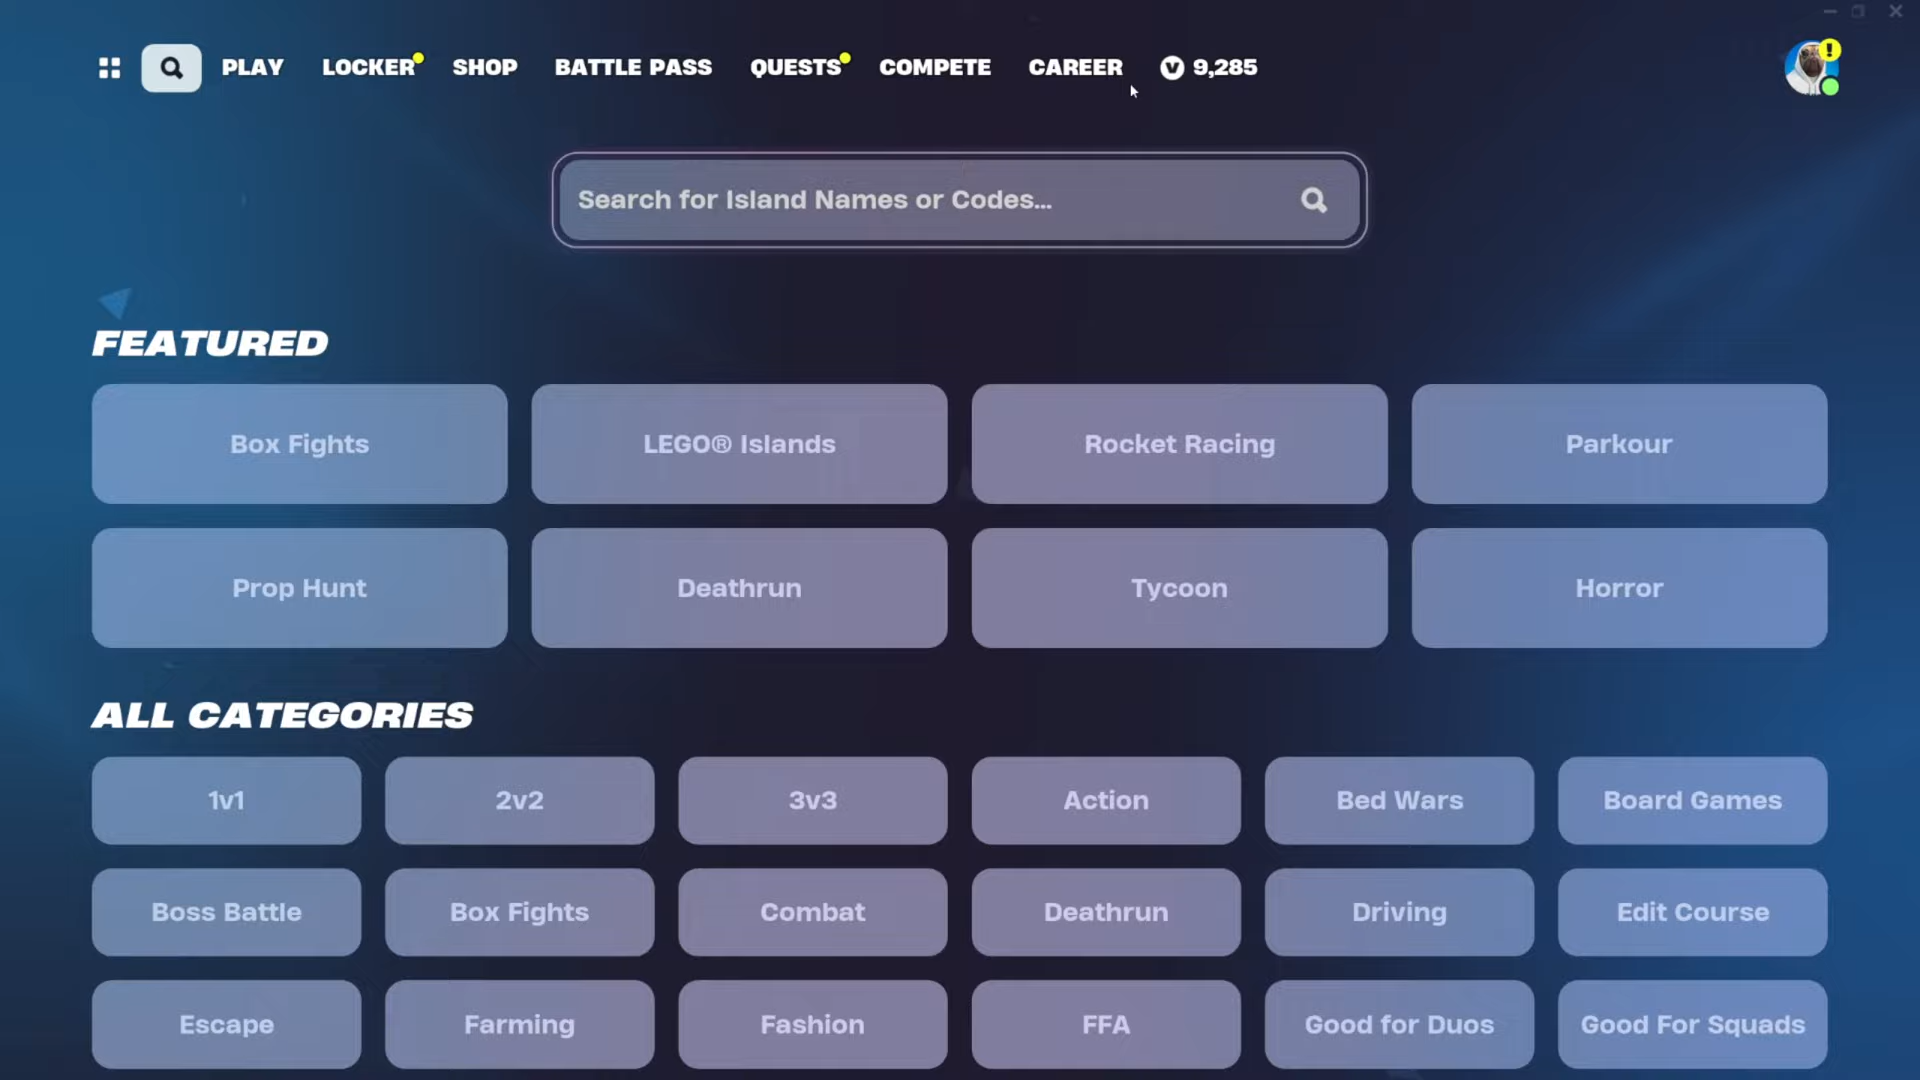 PLAY LOCKER SHOP BATTLE PASS QUESTS COMPETE CAREER 9,285
Search for Island Names or Codes...
FEATURED
Box Fights LEGO® Islands Rocket Racing Parkour
Prop Hunt Deathrun Tycoon Horror
ALL CATEGORIES
1v1 2v2 3v3 Action Bed Wars Board Games
Boss Battle Box Fights Combat Deathrun Driving Edit Course
Escape Farming Fashion FFA Good for Duos Good For Squads